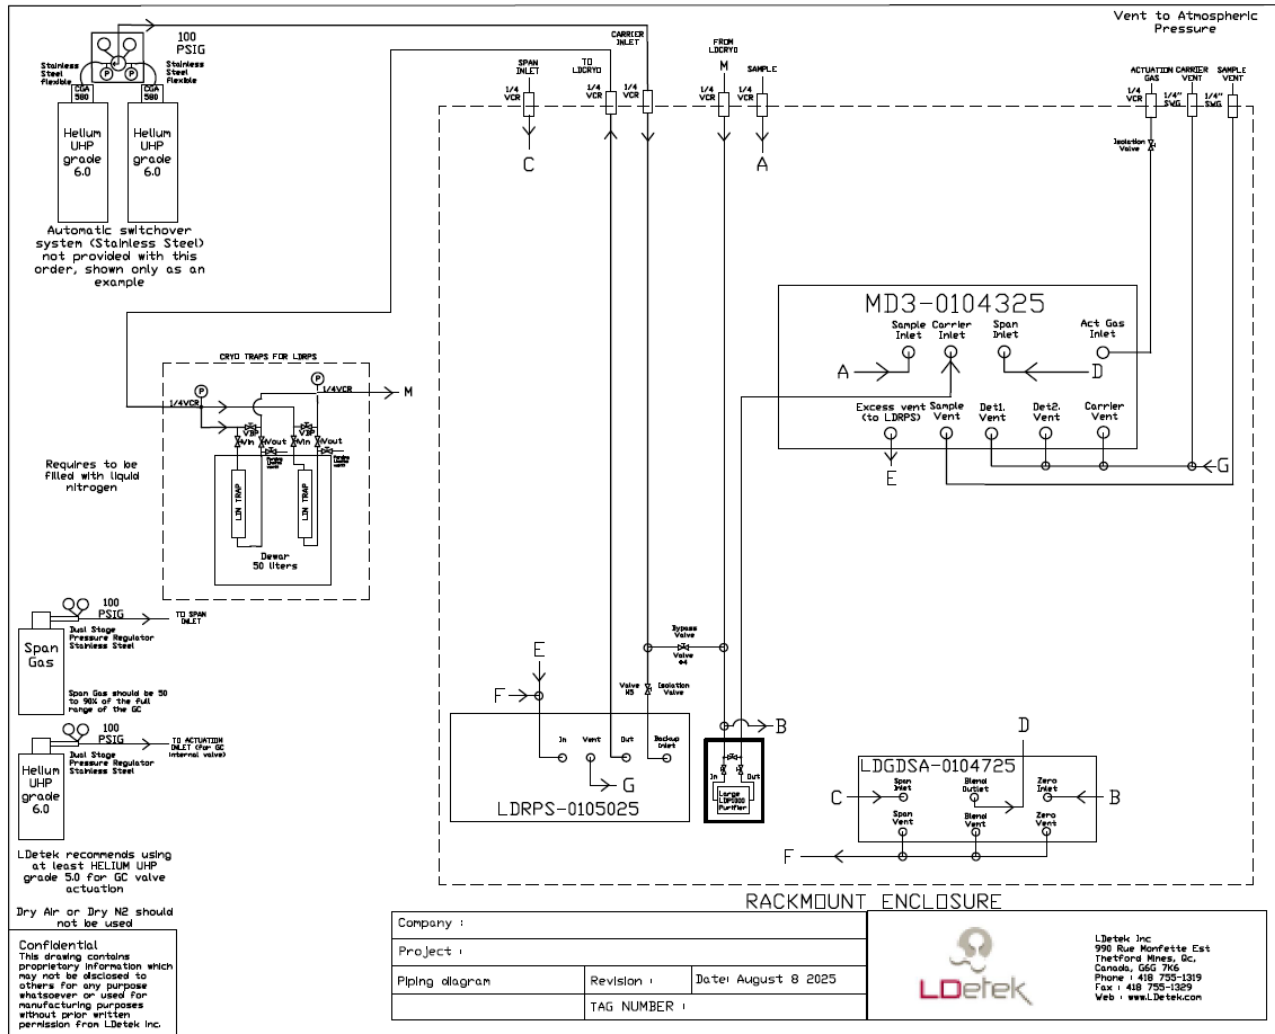 Vent to Atmospheric
Pressure
100
PSIG
Stainless
Steel
flexible
Stainless
Steel
flexible
P
P
CGA
580
CGA
580
Helium
UHP
grade
6.0
Helium
UHP
grade
6.0
Automatic switchover
system (Stainless Steel)
not provided with this
order, shown only as an
example
SPAN
INLET
TO
LDCRYO
CARRIER
INLET
FROM
LDCRYO
M
SAMPLE
1/4
VCR
1/4
VCR
1/4
VCR
1/4
VCR
1/4
VCR
C
A
ACTUATION
GAS
CARRIER
VENT
SAMPLE
VENT
1/4
VCR
1/4"
SWG
1/4"
SWG
Isolation
Valve
MD3-0104325
Sample
Inlet
Carrier
Inlet
Span
Inlet
Act Gas
Inlet
A
D
Excess vent
(to LDRPS)
Sample
Vent
Det1.
Vent
Det2.
Vent
Carrier
Vent
E
G
CRYO TRAPS FOR LDRPS
P
P
1/4VCR
1/4VCR
M
VBP
VBP
Vin
Vout
Vin
Vout
LIN TRAP
LIN TRAP
Dewar
50 liters
Requires to be
filled with liquid
nitrogen
100
PSIG
TO SPAN
INLET
Dual Stage
Pressure Regulator
Stainless Steel
Span
Gas
Span Gas should be 50
to 90% of the full
range of the GC
100
PSIG
TO ACTUATION
INLET (for GC
internal valve)
Dual Stage
Pressure Regulator
Stainless Steel
Helium
UHP
grade
6.0
LDetek recommends using
at least HELIUM UHP
grade 5.0 for GC valve
actuation
Dry Air or Dry N2 should
not be used
Bypass
Valve
Valve
#4
Valve
Isolation
Valve
E
F
In
Vent
Out
Backup
Inlet
G
LDRPS-0105025
B
In
Out
Large
Purifier
D
LDGDSA-0104725
Span
Inlet
Blend
Outlet
Zero
Inlet
C
B
Span
Vent
Blend
Vent
Zero
Vent
F
RACKMOUNT ENCLOSURE
Confidential
This drawing contains
proprietary information which
may not be disclosed to
others for any purpose
whatsoever or used for
manufacturing purposes
without prior written
permission from LDetek Inc.
Company :
Project :
Piping diagram
Revision :
Date: August 8 2025
TAG NUMBER :
LDetek
LDetek Inc
990 Rue Monfette Est
Thetford Mines, Qc,
Canada, G6G 7K6
Phone : 418 755-1319
Fax : 418 755-1329
Web : www.LDetek.com